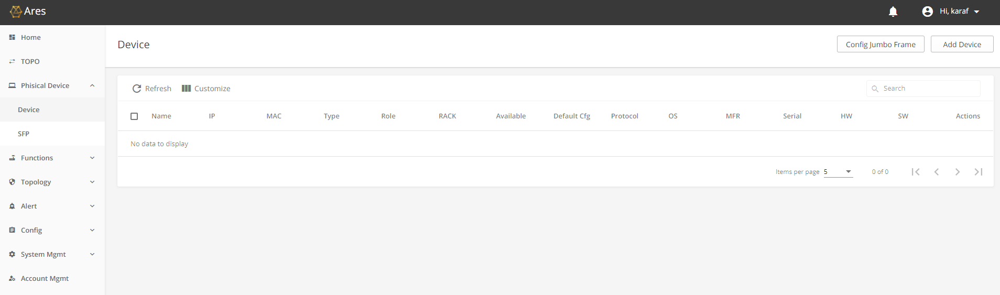 Ares
Hi, karaf
Home
TOPO
Phisical Device
Device
SFP
Functions
Topology
Alert
Config
System Mgmt
Account Mgmt
Device
Config Jumbo Frame
Add Device
Refresh
Customize
Search
Name IP MAC Type Role RACK Available Default Cfg Protocol OS MFR Serial HW SW Actions
No data to display
Items per page 5 0 of 0